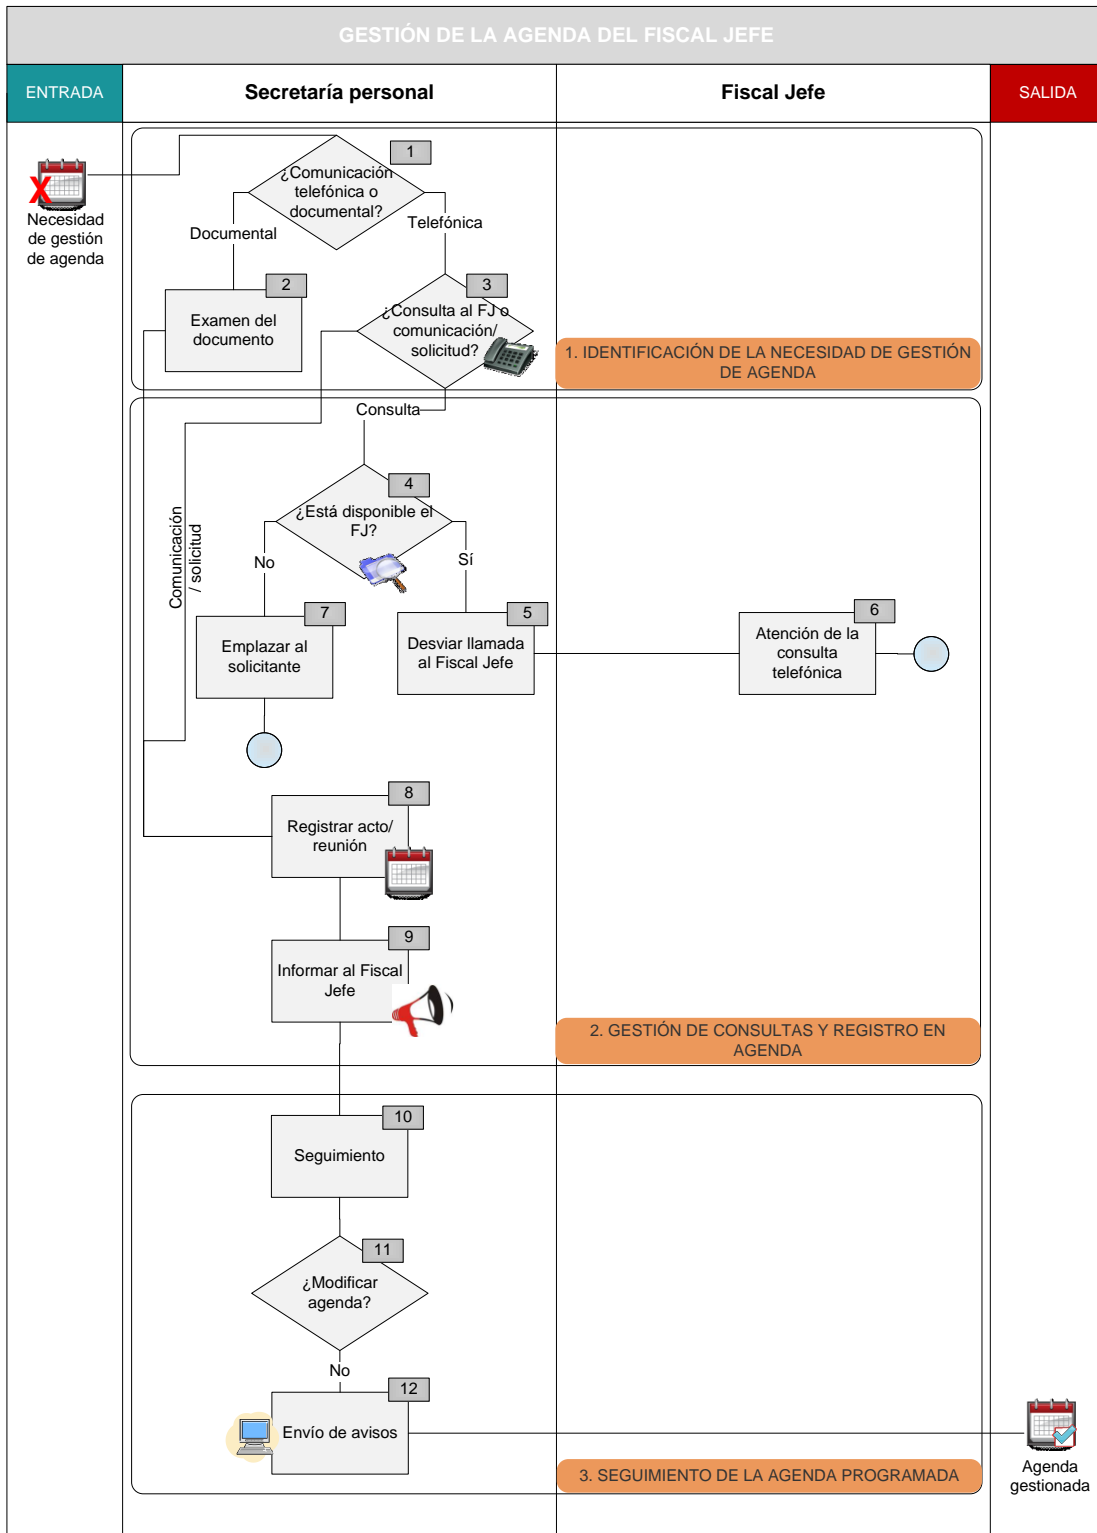 GESTIÓN DE LA AGENDA DEL FISCAL JEFE
ENTRADA
Secretaría personal
Fiscal Jefe
SALIDA
Necesidad
de gestión
de agenda
1
¿Comunicación
telefónica o
documental?
Documental
Telefónica
2
Examen del
documento
3
¿Consulta al FJ o
comunicación/
solicitud?
1. IDENTIFICACIÓN DE LA NECESIDAD DE GESTIÓN
DE AGENDA
Consulta
Comunicación
/ solicitud
4
¿Está disponible el
FJ?
No
Sí
7
Emplazar al
solicitante
5
Desviar llamada
al Fiscal Jefe
6
Atención de la
consulta
telefónica
8
Registrar acto/
reunión
9
Informar al Fiscal
Jefe
2. GESTIÓN DE CONSULTAS Y REGISTRO EN
AGENDA
10
Seguimiento
11
¿Modificar
agenda?
No
12
Envío de avisos
3. SEGUIMIENTO DE LA AGENDA PROGRAMADA
Agenda
gestionada